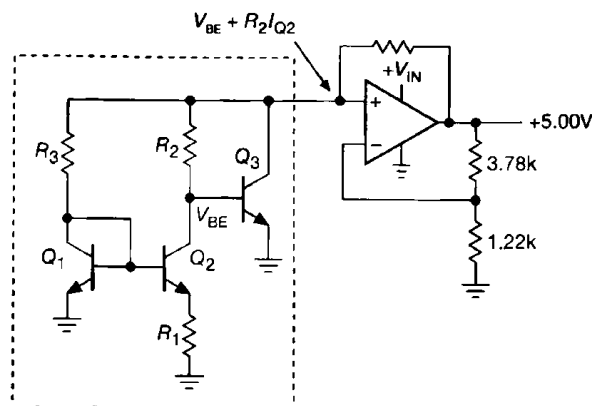 V_BE + R_2I_Q2
+V_IN
+
−
+5.00V
R_3
R_2
Q_3
3.78k
V_BE
1.22k
Q_1
Q_2
R_1